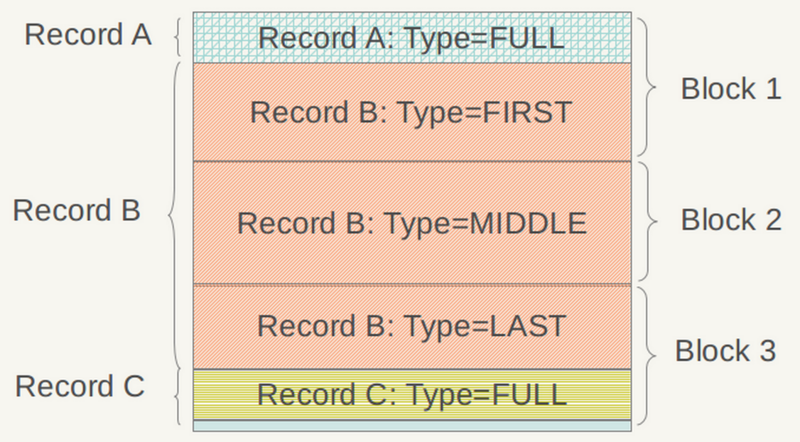 Record A
Record A: Type=FULL
Block 1
Record B: Type=FIRST
Record B
Record B: Type=MIDDLE
Block 2
Record B: Type=LAST
Block 3
Record C
Record C: Type=FULL